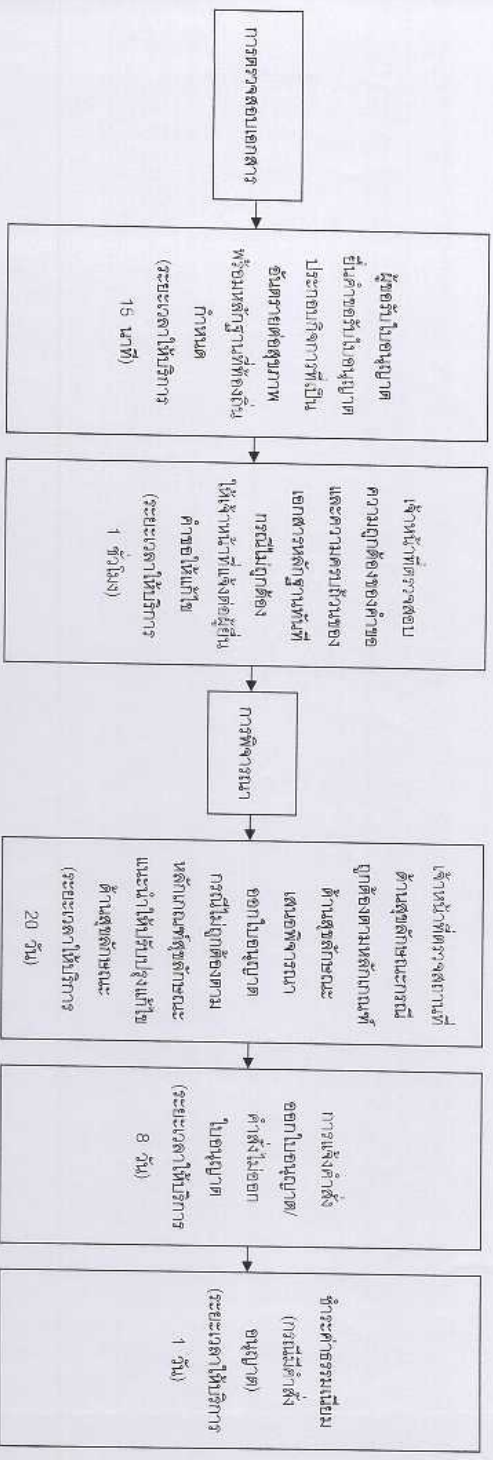 การตรวจสอบเอกสาร
ผู้ขอรับใบอนุญาต
ยื่นคำขอรับใบอนุญาต
ประกอบกิจการที่เป็น
อันตรายต่อสุขภาพ
พร้อมหลักฐานที่ท้องถิ่น
กำหนด
(ระยะเวลาให้บริการ
15 นาที)
เจ้าหน้าที่ตรวจสอบ
ความถูกต้องของคำขอ
และความครบถ้วนของ
เอกสารหลักฐานทันที
กรณีไม่ถูกต้อง
ให้เจ้าหน้าที่แจ้งต่อผู้ยื่น
คำขอให้แก้ไข
(ระยะเวลาให้บริการ
1 ชั่วโมง)
การพิจารณา
เจ้าหน้าที่ตรวจสถานที่
ด้านสุขลักษณะกรณี
ถูกต้องตามหลักเกณฑ์
ด้านสุขลักษณะ
เสนอพิจารณา
ออกใบอนุญาต
กรณีไม่ถูกต้องตาม
หลักเกณฑ์สุขลักษณะ
แนะนำให้ปรับปรุงแก้ไข
ด้านสุขลักษณะ
(ระยะเวลาให้บริการ
20 วัน)
การแจ้งคำสั่ง
ออกใบอนุญาต/
คำสั่งไม่ออก
ใบอนุญาต
(ระยะเวลาให้บริการ
8 วัน)
ชำระค่าธรรมเนียม
(กรณีมีคำสั่ง
อนุญาต)
(ระยะเวลาให้บริการ
1 วัน)